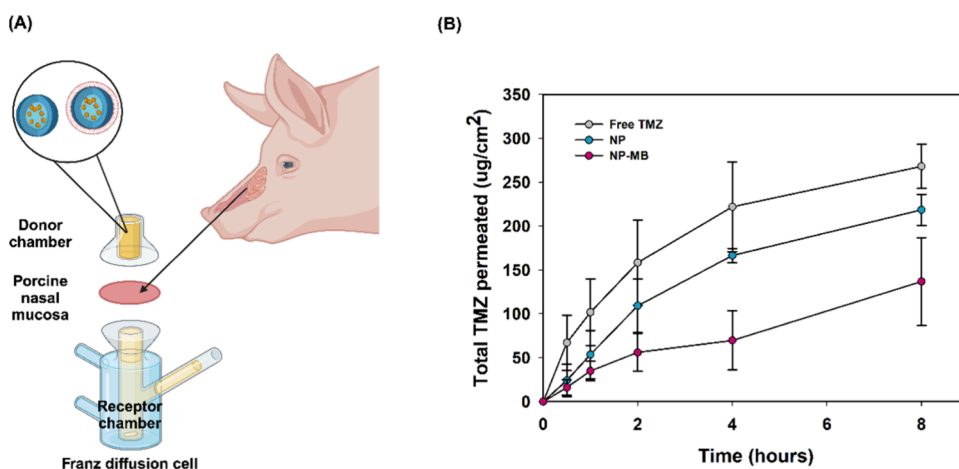 (A)
Donor
chamber
Porcine
nasal
mucosa
Receptor
chamber
Franz diffusion cell
(B)
Total TMZ permeated (ug/cm²)
350
300
250
200
150
100
50
0
Free TMZ
NP
NP-MB
0 2 4 6 8
Time (hours)